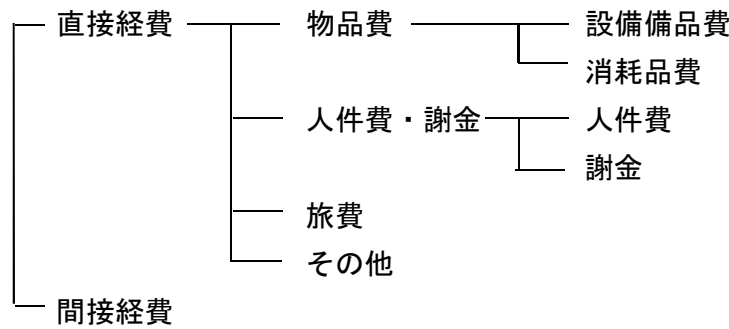 直接経費 物品費 設備備品費
消耗品費
人件費・謝金 人件費
謝金
旅費
その他
間接経費